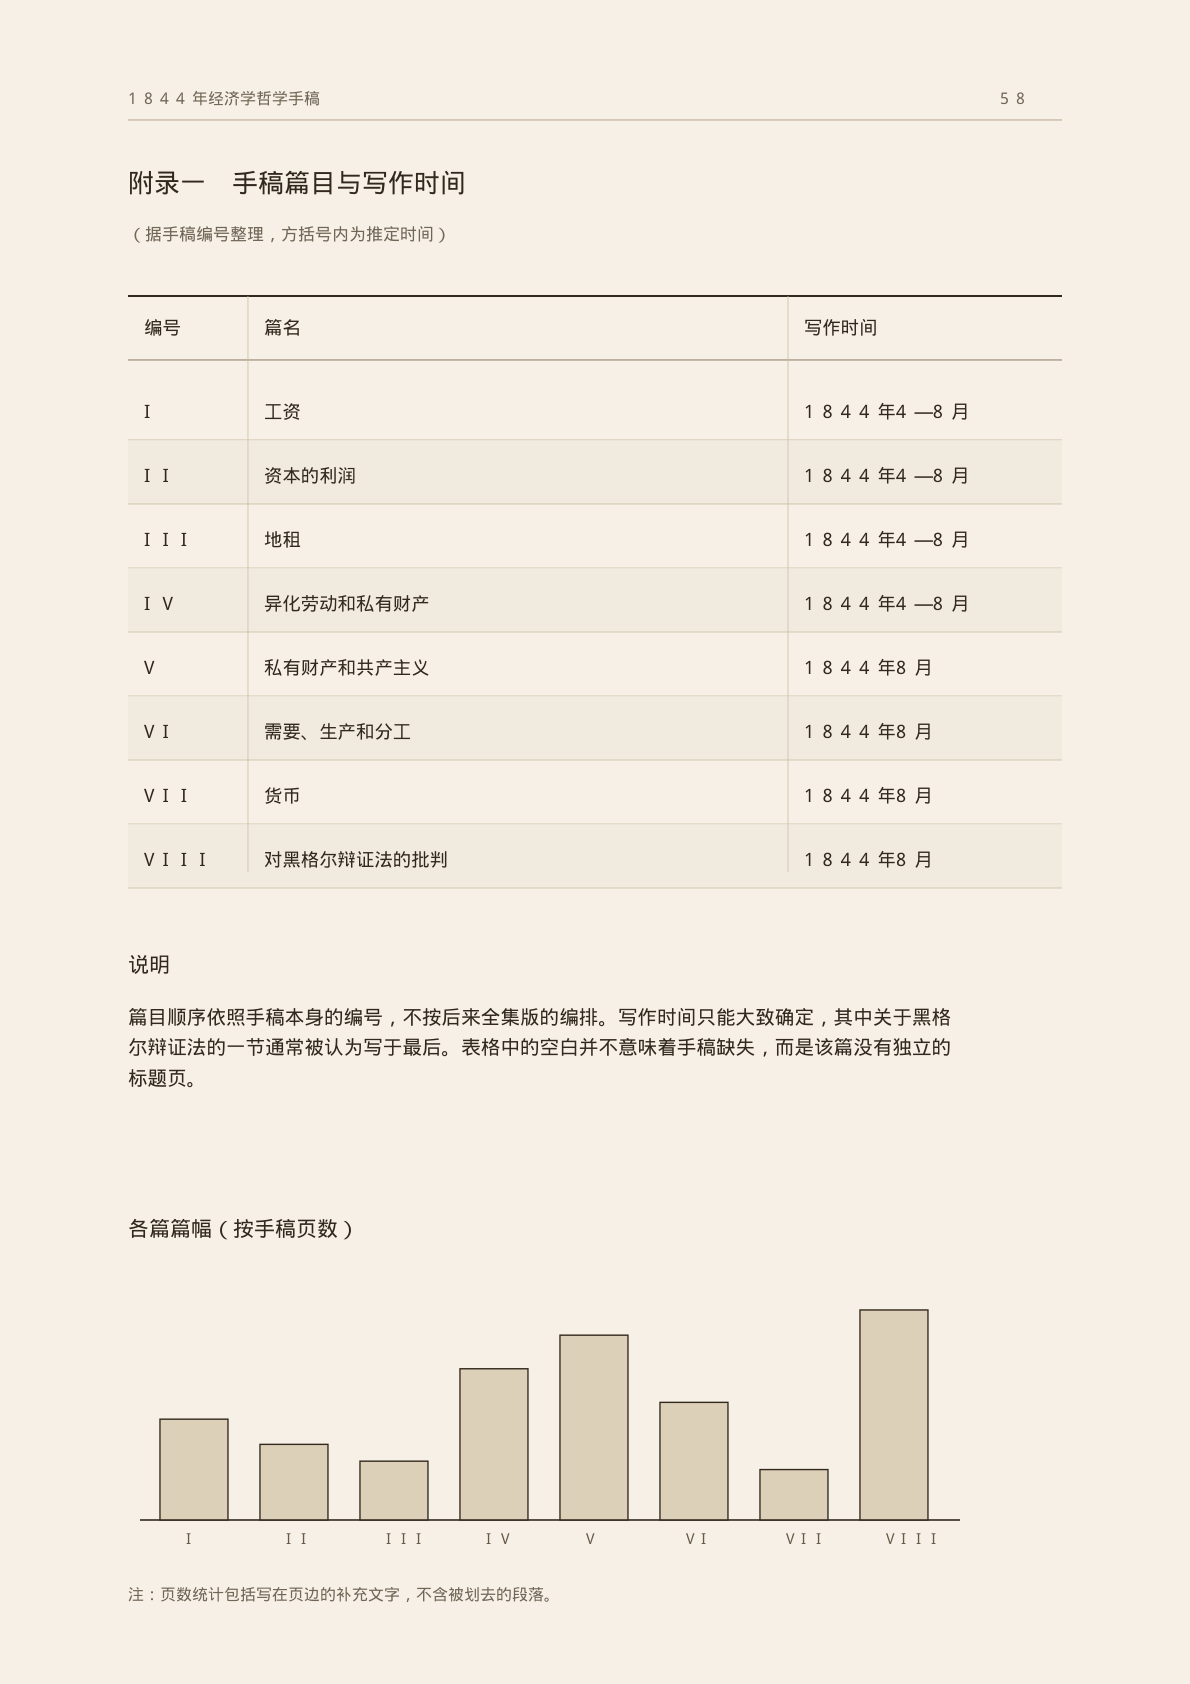 1844年经济学哲学手稿 58
附录一　手稿篇目与写作时间
（据手稿编号整理，方括号内为推定时间）
编号 篇名 写作时间
I 工资 1844年4—8月
II 资本的利润 1844年4—8月
III 地租 1844年4—8月
IV 异化劳动和私有财产 1844年4—8月
V 私有财产和共产主义 1844年8月
VI 需要、生产和分工 1844年8月
VII 货币 1844年8月
VIII 对黑格尔辩证法的批判 1844年8月
说明
篇目顺序依照手稿本身的编号，不按后来全集版的编排。写作时间只能大致确定，其中关于黑格
尔辩证法的一节通常被认为写于最后。表格中的空白并不意味着手稿缺失，而是该篇没有独立的
标题页。
各篇篇幅（按手稿页数）
I II III IV V VI VII VIII
注：页数统计包括写在页边的补充文字，不含被划去的段落。